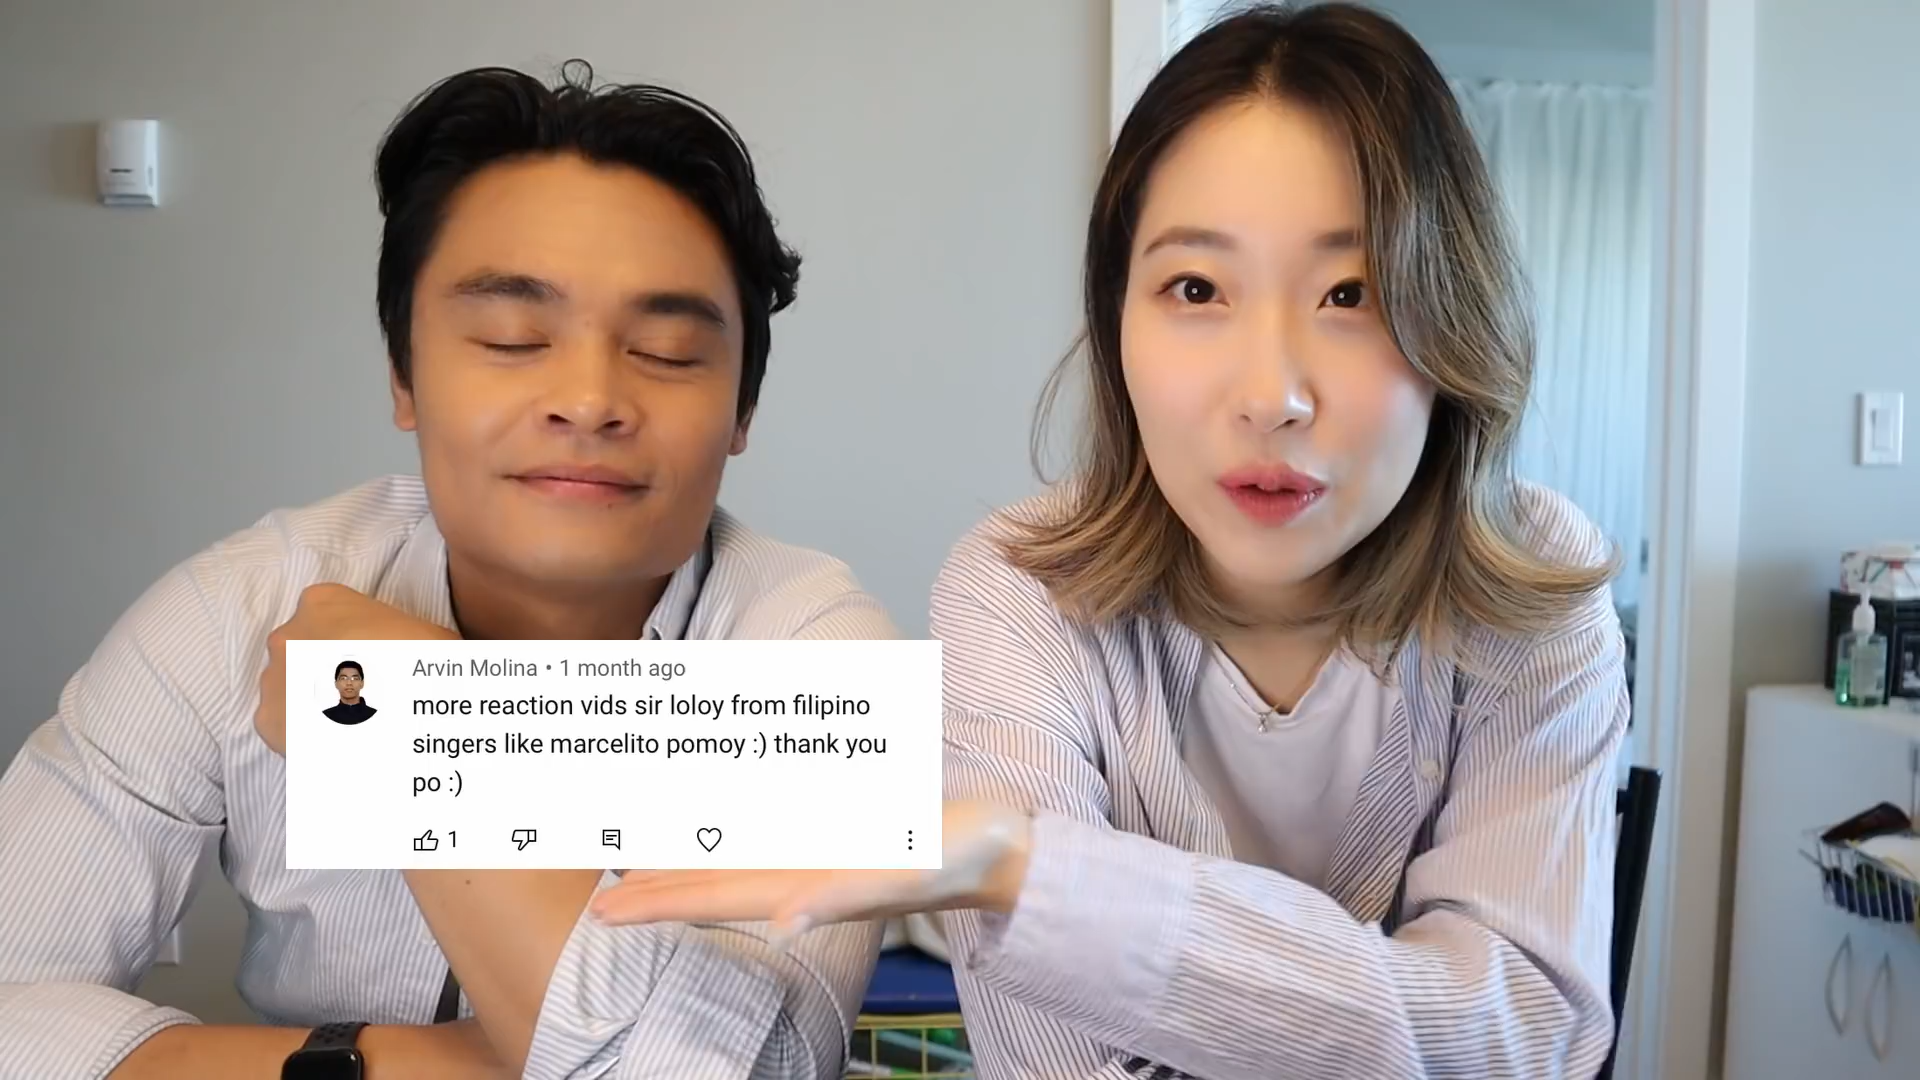 Arvin Molina • 1 month ago
more reaction vids sir loloy from filipino
singers like marcelito pomoy :) thank you
po :)
1